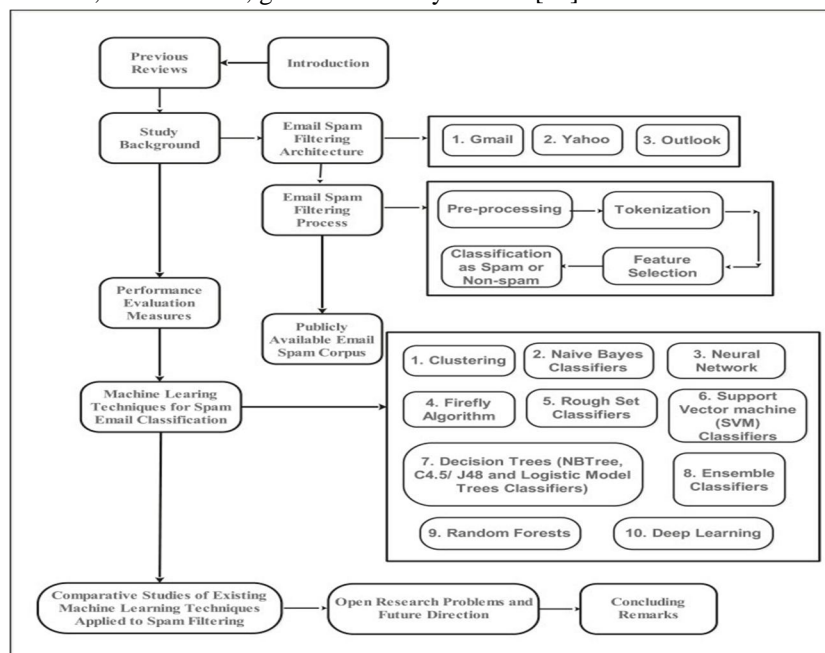 Previous
Reviews
Introduction
Study
Background
Email Spam
Filtering
Architecture
1. Gmail
2. Yahoo
3. Outlook
Email Spam
Filtering
Process
Pre-processing
Tokenization
Classification
as Spam or
Non-spam
Feature
Selection
Performance
Evaluation
Measures
Publicly
Available Email
Spam Corpus
Machine Learing
Techniques for Spam
Email Classification
1. Clustering
2. Naive Bayes
Classifiers
3. Neural
Network
4. Firefly
Algorithm
5. Rough Set
Classifiers
6. Support
Vector machine
(SVM)
Classifiers
7. Decision Trees (NBTree,
C4.5/ J48 and Logistic Model
Trees Classifiers)
8. Ensemble
Classifiers
9. Random Forests
10. Deep Learning
Comparative Studies of Existing
Machine Learning Techniques
Applied to Spam Filtering
Open Research Problems and
Future Direction
Concluding
Remarks